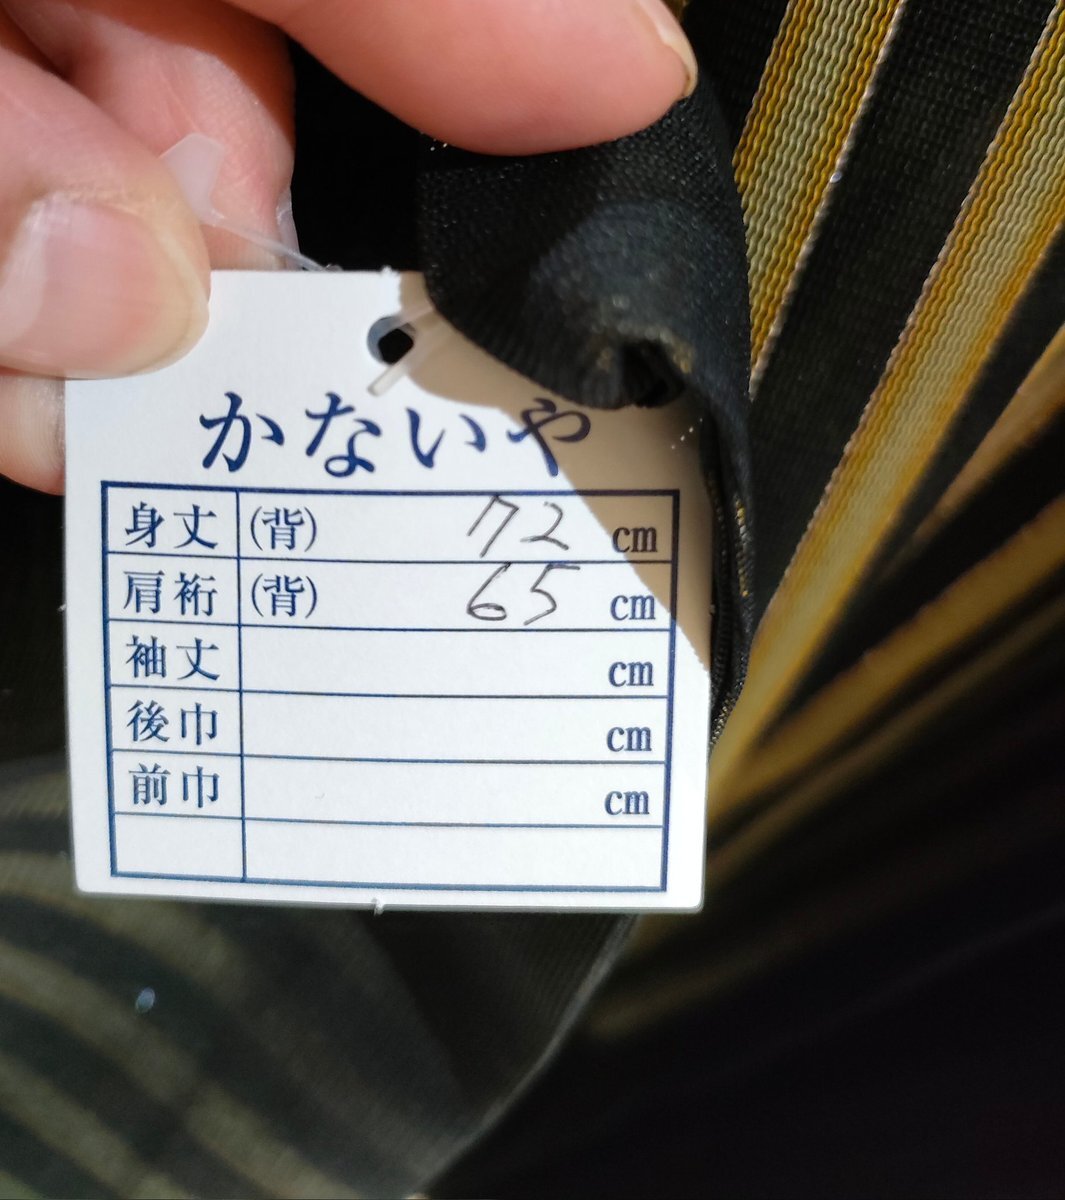 かないや
身丈 (背) 72 cm
肩裄 (背) 65 cm
袖丈 cm
後巾 cm
前巾 cm